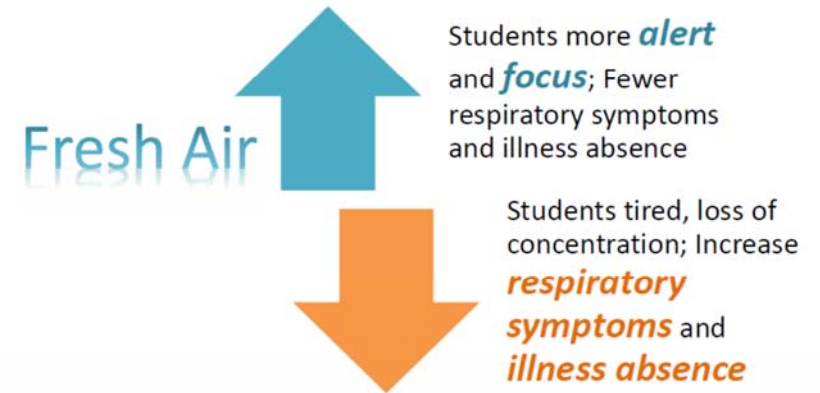 Fresh Air
Students more alert
and focus; Fewer
respiratory symptoms
and illness absence
Students tired, loss of
concentration; Increase
respiratory
symptoms and
illness absence